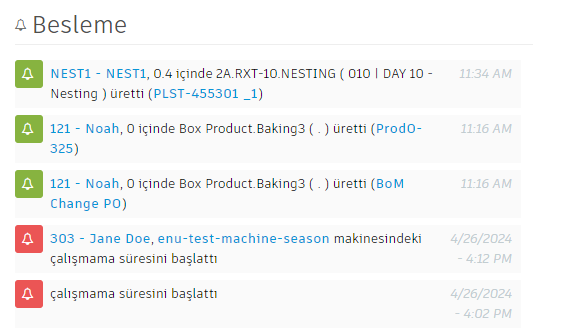 Besleme
NEST1 - NEST1, 0.4 içinde 2A.RXT-10.NESTING ( 010 | DAY 10 - 11:34 AM
Nesting ) üretti (PLST-455301 _1)
121 - Noah, 0 içinde Box Product.Baking3 ( . ) üretti (ProdO- 11:16 AM
325)
121 - Noah, 0 içinde Box Product.Baking3 ( . ) üretti (BoM 11:16 AM
Change PO)
303 - Jane Doe, enu-test-machine-season makinesindeki 4/26/2024
çalışmama süresini başlattı - 4:12 PM
çalışmama süresini başlattı 4/26/2024
- 4:02 PM